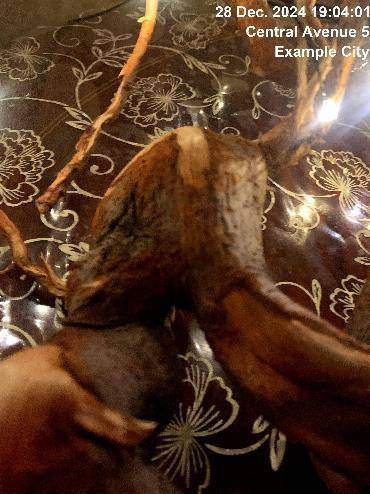 28 Dec. 2024 19:04:01
Central Avenue 5
Example City